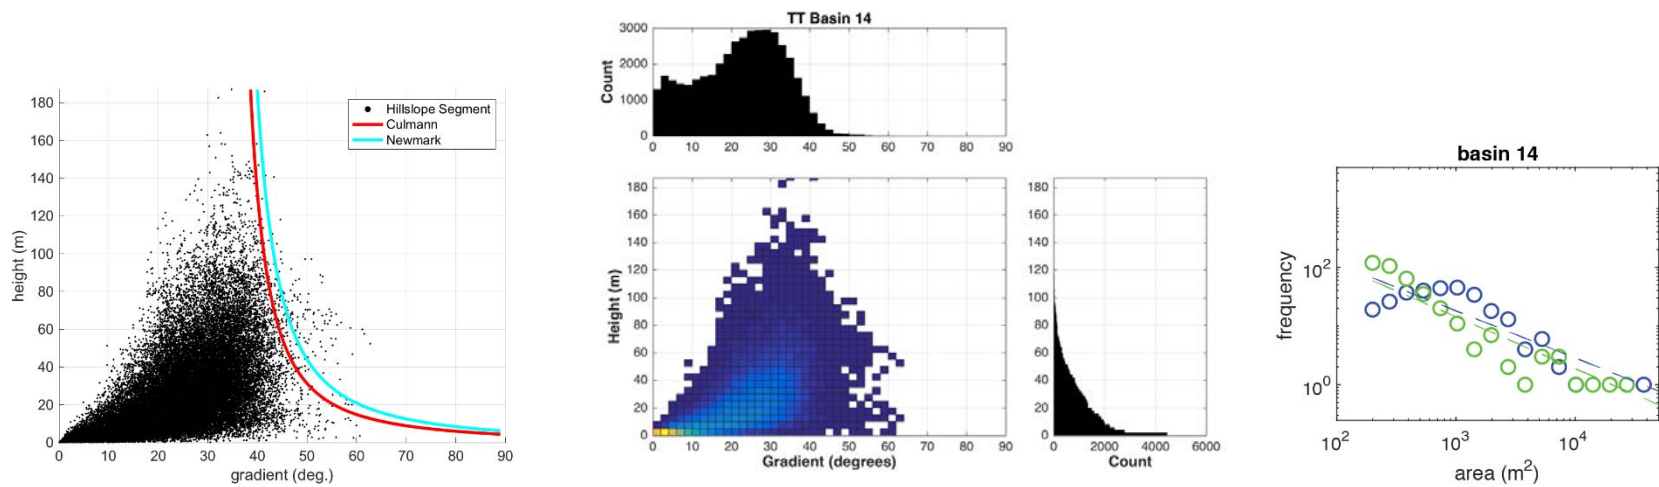 180
160
140
120
100
80
60
40
20
0
height (m)
0 10 20 30 40 50 60 70 80 90
gradient (deg.)
Hillslope Segment
Culmann
Newmark
TT Basin 14
3000
2000
1000
0
Count
0 10 20 30 40 50 60 70 80 90
180
160
140
120
100
80
60
40
20
0
Height (m)
0 10 20 30 40 50 60 70 80 90
Gradient (degrees)
180
160
140
120
100
80
60
40
20
0
0 2000 4000 6000
Count
basin 14
10²
10⁰
frequency
10² 10³ 10⁴
area (m²)